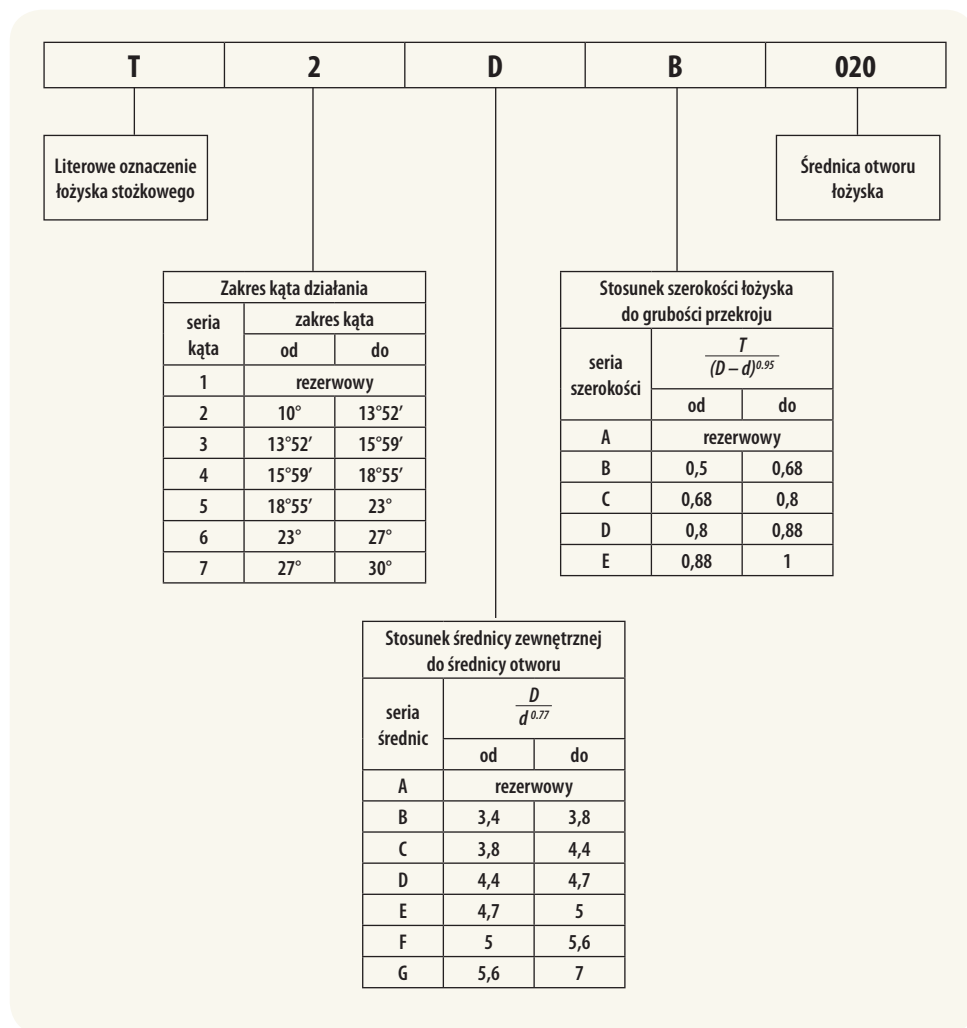 T 2 D B 020
Literowe oznaczenie
łożyska stożkowego
Średnica otworu
łożyska
Zakres kąta działania
seria
kąta
zakres kąta
od do
1 rezerwowy
2 10° 13°52′
3 13°52′ 15°59′
4 15°59′ 18°55′
5 18°55′ 23°
6 23° 27°
7 27° 30°
Stosunek szerokości łożyska
do grubości przekroju
seria
szerokości
T
(D – d)0.95
od do
A rezerwowy
B 0,5 0,68
C 0,68 0,8
D 0,8 0,88
E 0,88 1
Stosunek średnicy zewnętrznej
do średnicy otworu
seria
średnic
D
d 0.77
od do
A rezerwowy
B 3,4 3,8
C 3,8 4,4
D 4,4 4,7
E 4,7 5
F 5 5,6
G 5,6 7